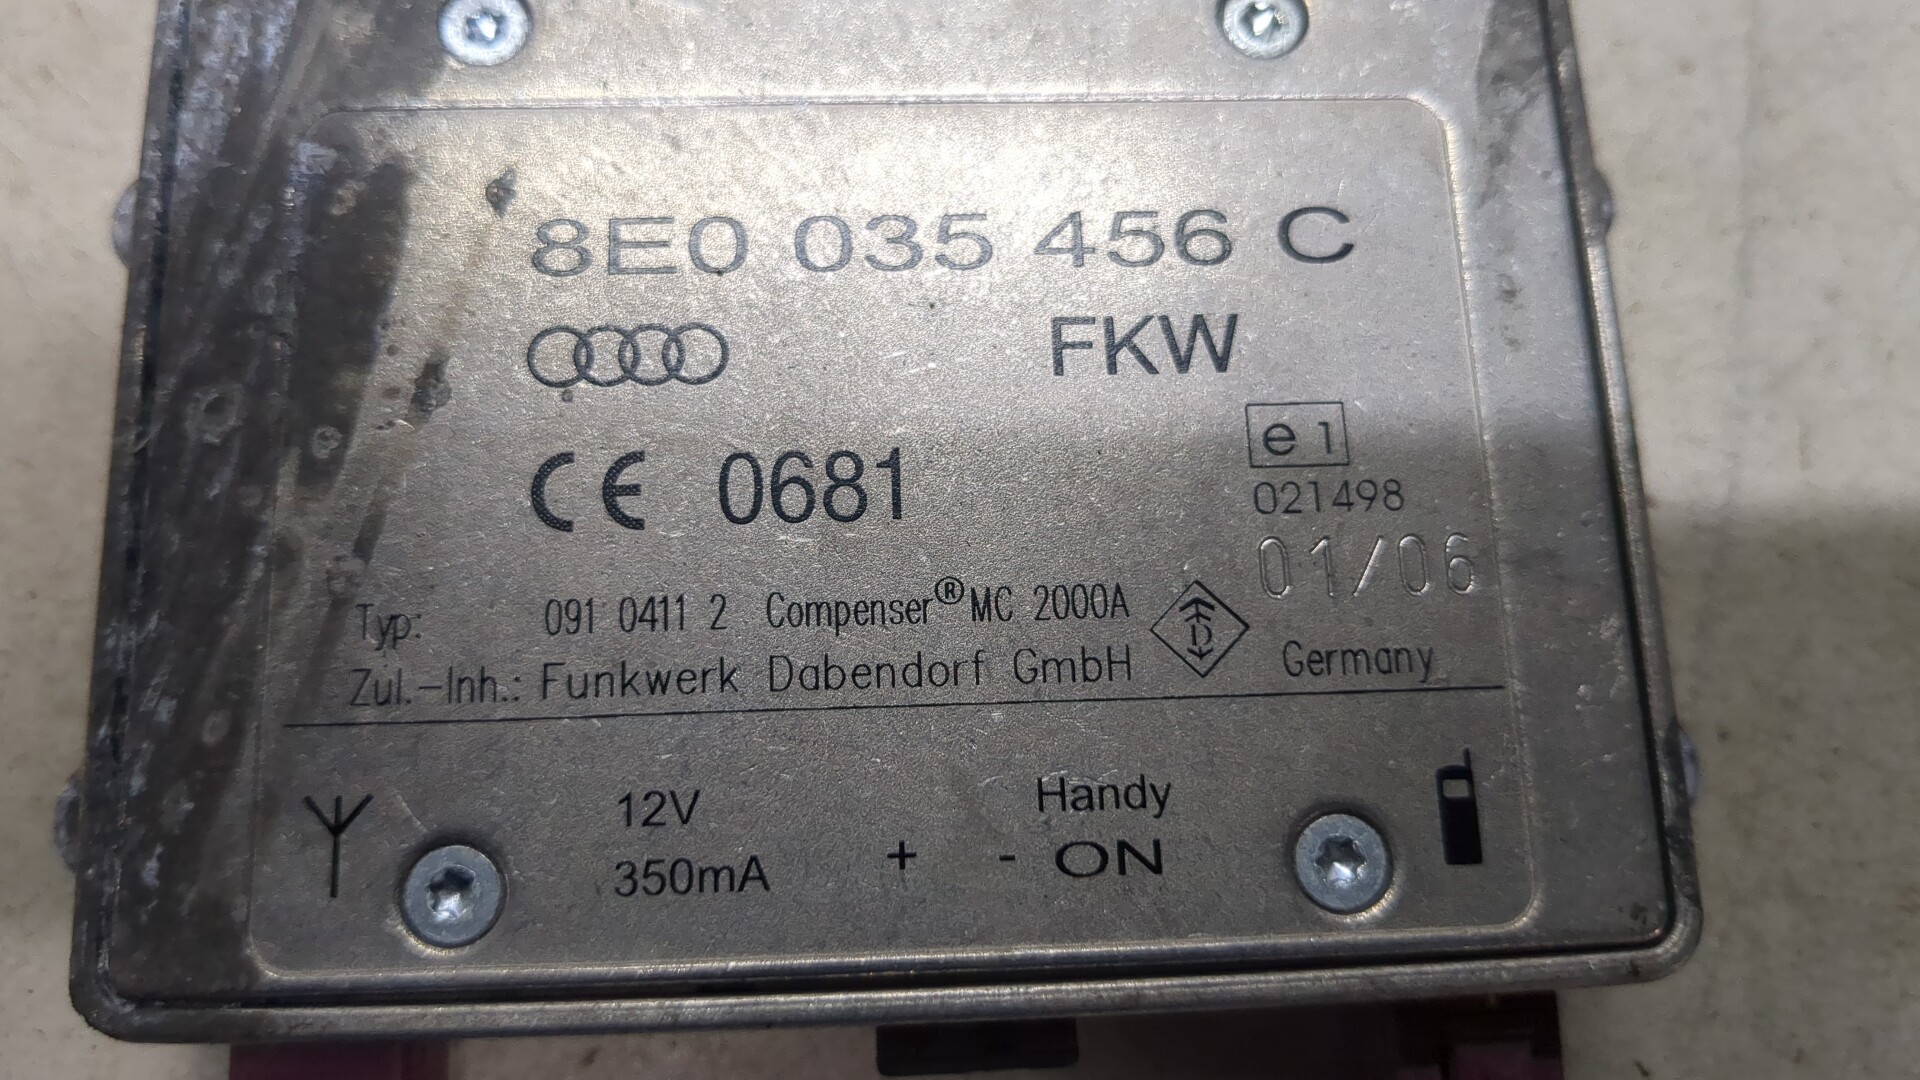 8E0 035 456 C
FKW
CE 0681
e1
021498
01/06
Typ: 091 0411 2 Compenser® MC 2000A
D
Zul.-Inh.: Funkwerk Dabendorf GmbH Germany
12V Handy
350mA + - ON